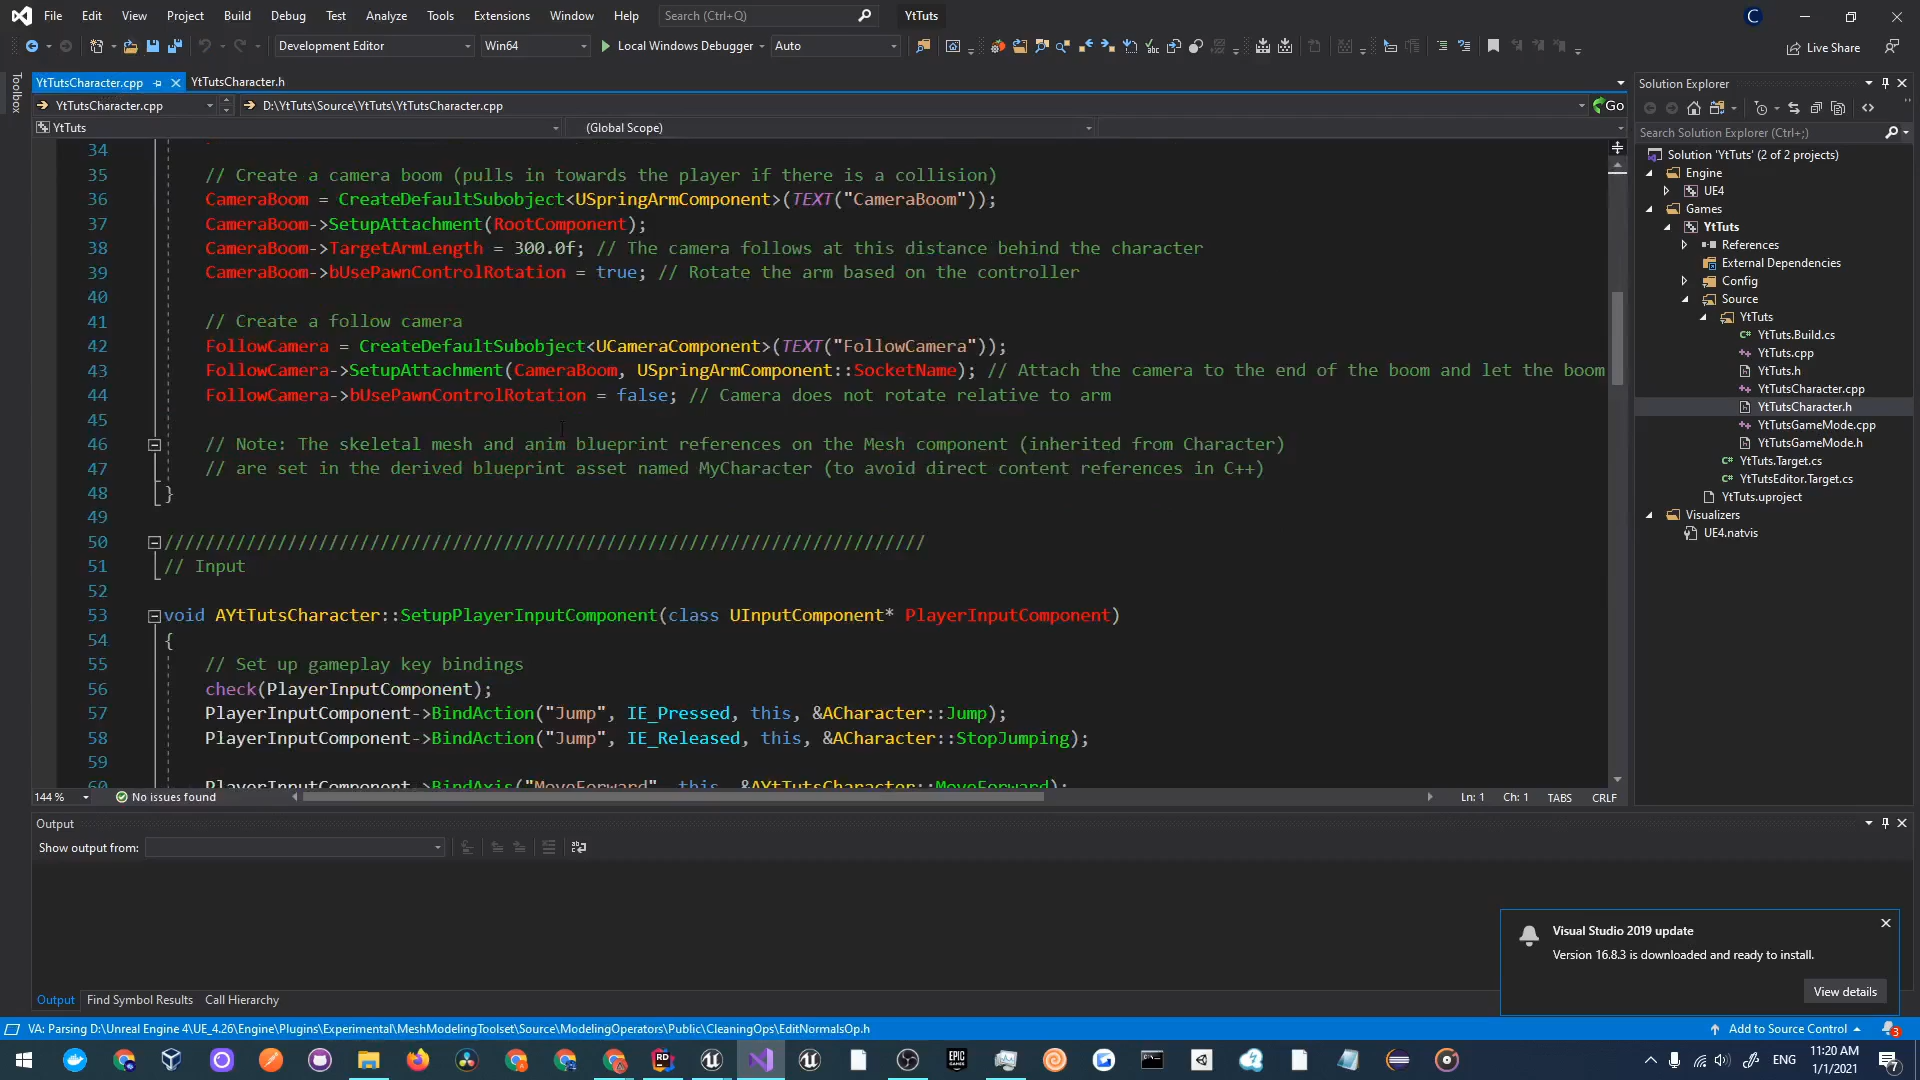 File Edit View Project Build Debug Test Analyze Tools Extensions Window Help Search (Ctrl+Q) YtTuts
Development Editor Win64 Local Windows Debugger Auto Live Share
Toolbox
YtTutsCharacter.cpp YtTutsCharacter.h
YtTutsCharacter.cpp D:\YtTuts\Source\YtTuts\YtTutsCharacter.cpp Go
YtTuts (Global Scope)
34
35 // Create a camera boom (pulls in towards the player if there is a collision)
36 CameraBoom = CreateDefaultSubobject<USpringArmComponent>(TEXT("CameraBoom"));
37 CameraBoom->SetupAttachment(RootComponent);
38 CameraBoom->TargetArmLength = 300.0f; // The camera follows at this distance behind the character
39 CameraBoom->bUsePawnControlRotation = true; // Rotate the arm based on the controller
40
41 // Create a follow camera
42 FollowCamera = CreateDefaultSubobject<UCameraComponent>(TEXT("FollowCamera"));
43 FollowCamera->SetupAttachment(CameraBoom, USpringArmComponent::SocketName); // Attach the camera to the end of the boom and let the boom
44 FollowCamera->bUsePawnControlRotation = false; // Camera does not rotate relative to arm
45
46 // Note: The skeletal mesh and anim blueprint references on the Mesh component (inherited from Character)
47 // are set in the derived blueprint asset named MyCharacter (to avoid direct content references in C++)
48 }
49
50 //////////////////////////////////////////////////////////////////////////
51 // Input
52
53 void AYtTutsCharacter::SetupPlayerInputComponent(class UInputComponent* PlayerInputComponent)
54 {
55 // Set up gameplay key bindings
56 check(PlayerInputComponent);
57 PlayerInputComponent->BindAction("Jump", IE_Pressed, this, &ACharacter::Jump);
58 PlayerInputComponent->BindAction("Jump", IE_Released, this, &ACharacter::StopJumping);
59
60 PlayerInputComponent->BindAxis("MoveForward", this, &AYtTutsCharacter::MoveForward);
144 % No issues found Ln: 1 Ch: 1 TABS CRLF
Solution Explorer
Search Solution Explorer (Ctrl+;)
Solution 'YtTuts' (2 of 2 projects)
Engine
UE4
Games
YtTuts
References
External Dependencies
Config
Source
YtTuts
YtTuts.Build.cs
YtTuts.cpp
YtTuts.h
YtTutsCharacter.cpp
YtTutsCharacter.h
YtTutsGameMode.cpp
YtTutsGameMode.h
YtTuts.Target.cs
YtTutsEditor.Target.cs
YtTuts.uproject
Visualizers
UE4.natvis
Output
Show output from:
Visual Studio 2019 update
Version 16.8.3 is downloaded and ready to install.
View details
Output Find Symbol Results Call Hierarchy
VA: Parsing D:\Unreal Engine 4\UE_4.26\Engine\Plugins\Experimental\MeshModelingToolset\Source\ModelingOperators\Public\CleaningOps\EditNormalsOp.h Add to Source Control 3
ENG 11:20 AM
1/1/2021
7